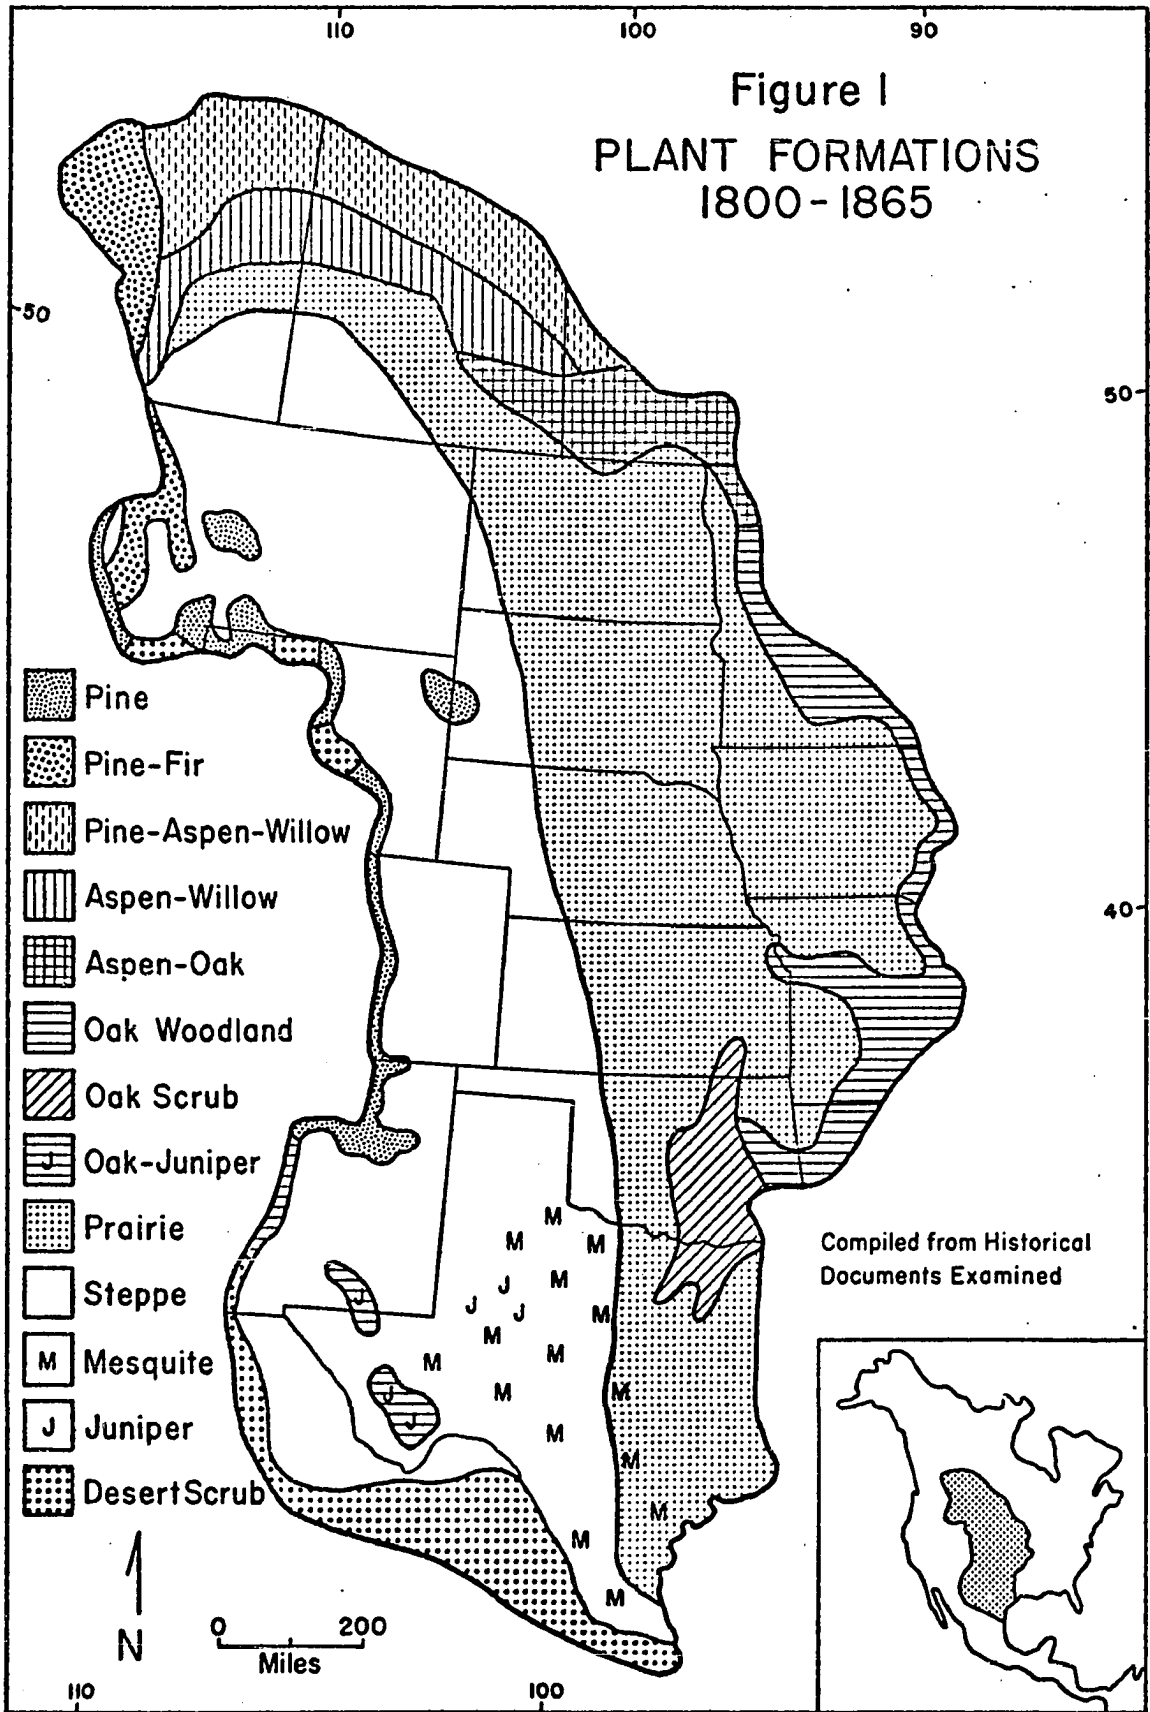 110 100 90
Figure 1
PLANT FORMATIONS
1800-1865
50
50
40
Pine
Pine-Fir
Pine-Aspen-Willow
Aspen-Willow
Aspen-Oak
Oak Woodland
Oak Scrub
J Oak-Juniper
Prairie
Steppe
M Mesquite
J Juniper
Desert Scrub
M
M M
J M
J J M
M
M M
J M M
J M
M
M
M
M
Compiled from Historical
Documents Examined
N
0 200
Miles
110 100